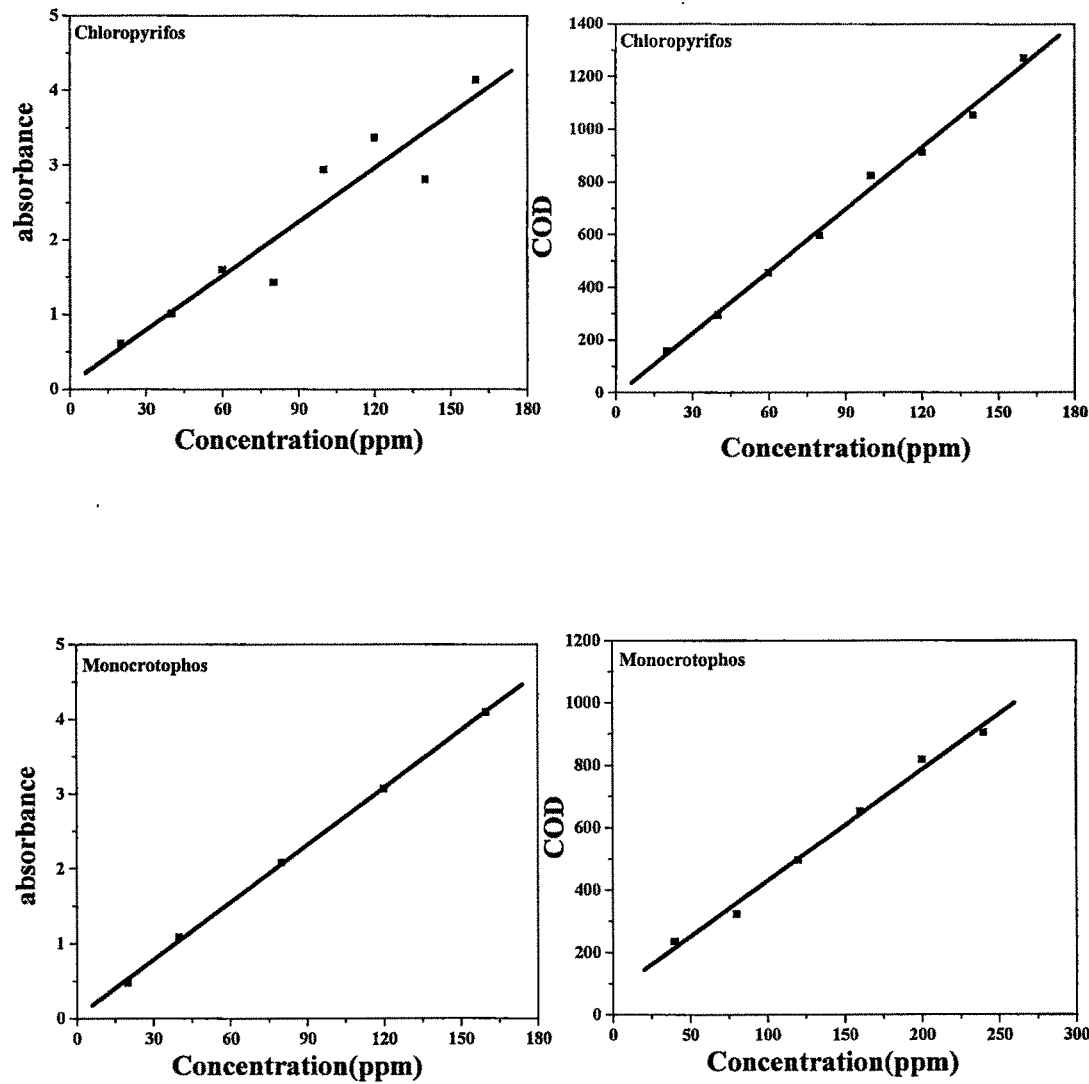 Chloropyrifos
absorbance
5
4
3
2
1
0
0 30 60 90 120 150 180
Concentration(ppm)
Chloropyrifos
COD
1400
1200
1000
800
600
400
200
0
0 30 60 90 120 150 180
Concentration(ppm)
Monocrotophos
absorbance
5
4
3
2
1
0
0 30 60 90 120 150 180
Concentration(ppm)
Monocrotophos
COD
1200
1000
800
600
400
200
0
0 50 100 150 200 250 300
Concentration(ppm)